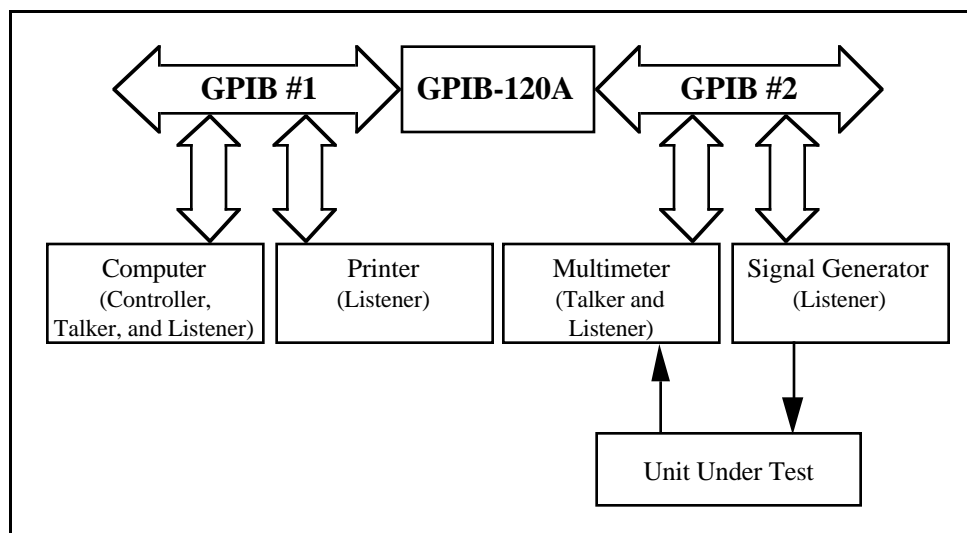 GPIB #1
GPIB-120A
GPIB #2
Computer
(Controller,
Talker, and Listener)
Printer
(Listener)
Multimeter
(Talker and
Listener)
Signal Generator
(Listener)
Unit Under Test